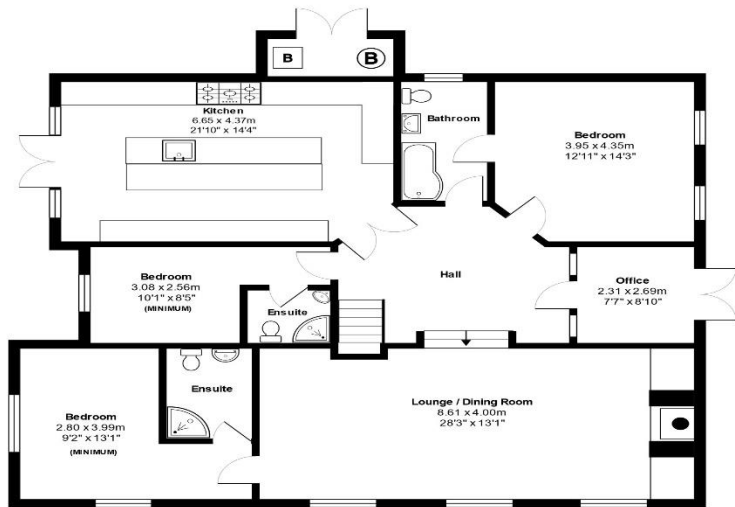 B
B
Kitchen
6.65 x 4.37m
21'10" x 14'4"
Bathroom
Bedroom
3.95 x 4.35m
12'11" x 14'3"
Bedroom
3.08 x 2.56m
10'1" x 8'5"
(MINIMUM)
Ensuite
Hall
Office
2.31 x 2.69m
7'7" x 8'10"
Ensuite
Bedroom
2.80 x 3.99m
9'2" x 13'1"
(MINIMUM)
Lounge / Dining Room
8.61 x 4.00m
28'3" x 13'1"